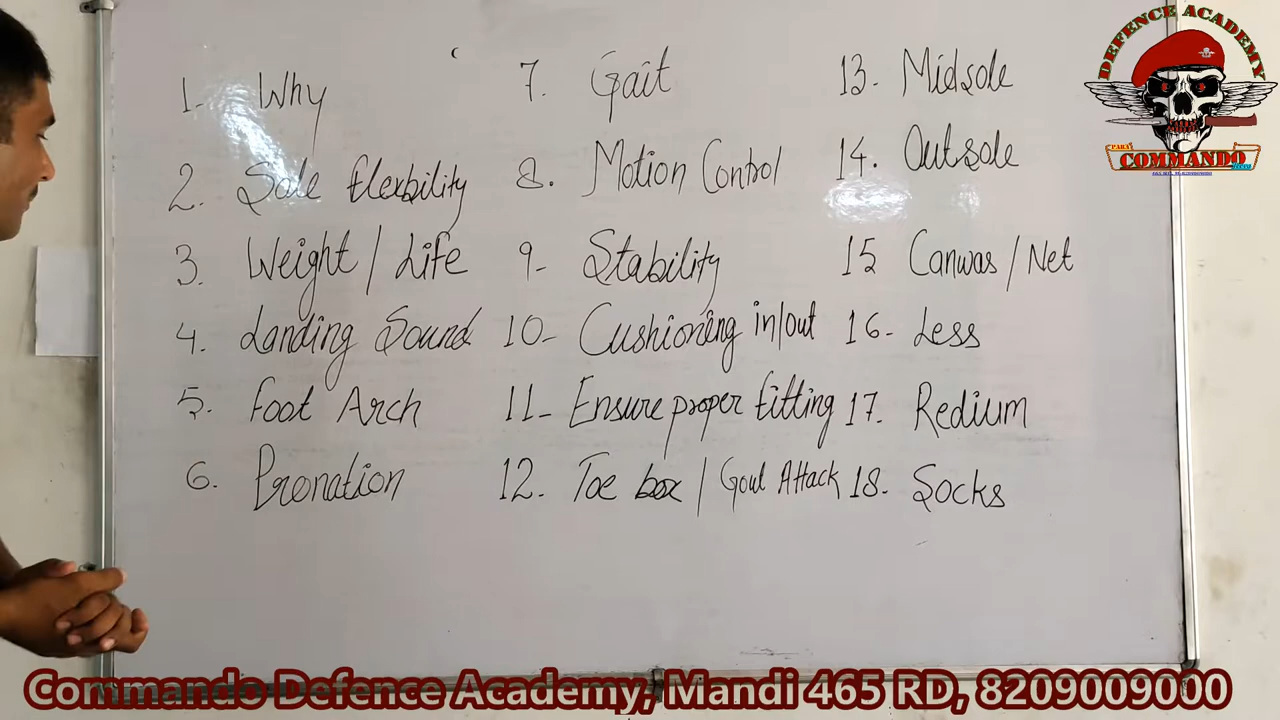 1. Why
2. Sole flexbility
3. Weight / Life
4. Landing Sound
5. Foot Arch
6. Pronation
7. Gait
8. Motion Control
9- Stability
10- Cushioning in/out
11- Ensure proper fitting
12. Toe box / Gout Attack
13- Midsole
14. Outsole
15 Canwas / Net
16- Less
17. Redium
18- Socks
DEFENCE ACADEMY
PARA
COMMANDO
Commando Defence Academy, Mandi 465 RD, 8209009000